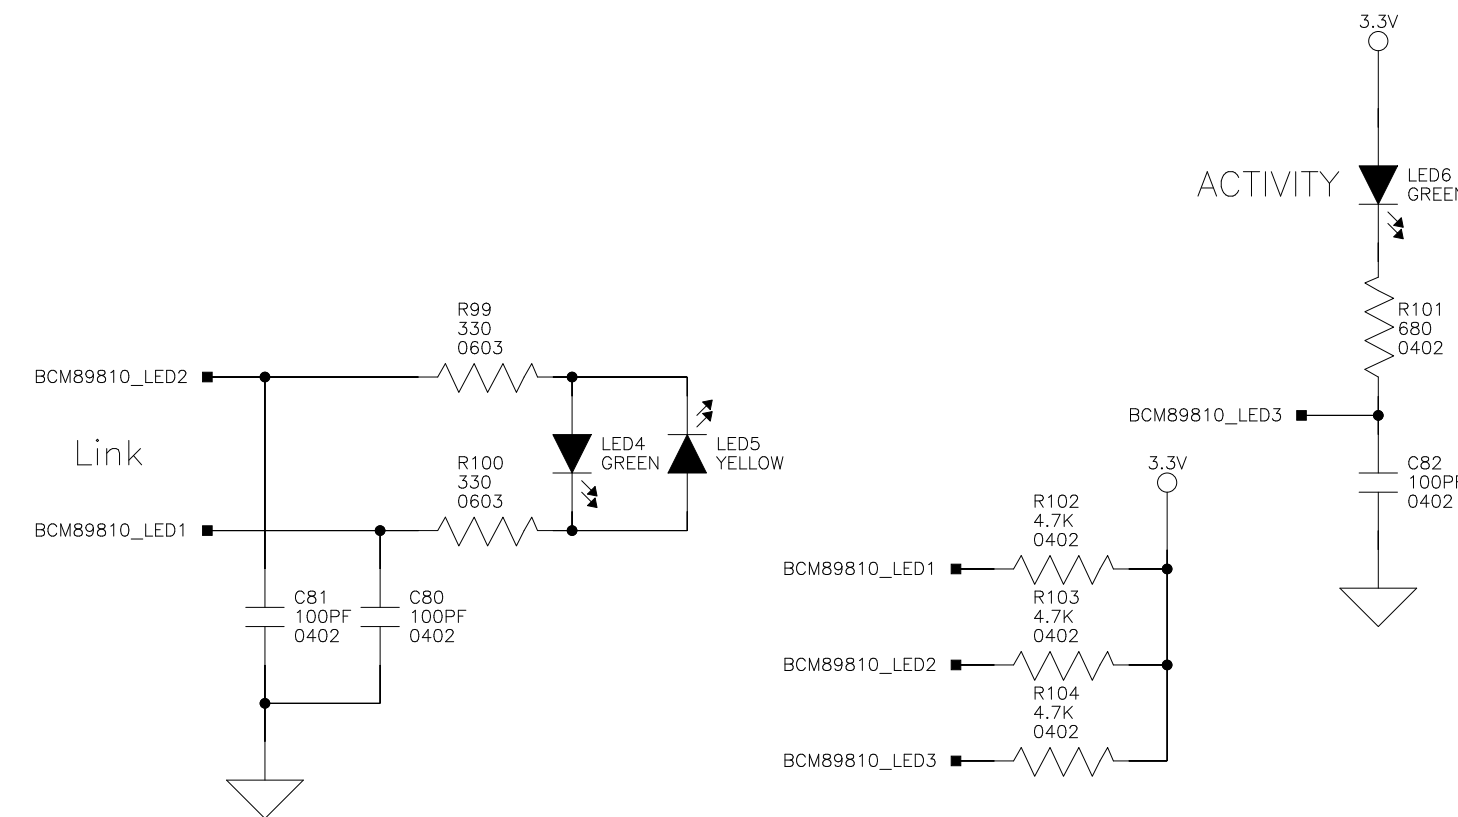 3.3V
ACTIVITY
LED6
GREEN
R101
680
0402
BCM89810_LED3
C82
100PF
0402
R99
330
0603
BCM89810_LED2
Link
LED4
GREEN
LED5
YELLOW
R100
330
0603
BCM89810_LED1
C81
100PF
0402
C80
100PF
0402
3.3V
R102
4.7K
0402
BCM89810_LED1
R103
4.7K
0402
BCM89810_LED2
R104
4.7K
0402
BCM89810_LED3